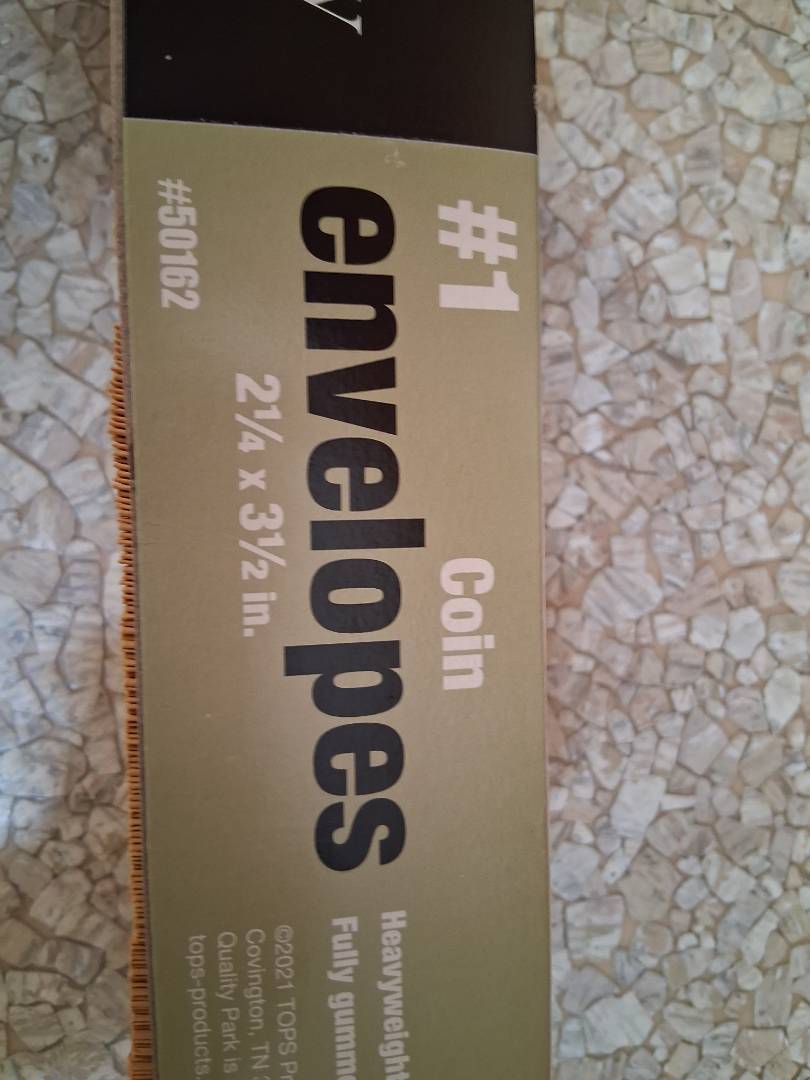 #1
Coin
envelopes
2¼ x 3½ in.
#50162
Heavyweight
Fully
©2021 TOPS
Covington, TN
Quality Park is
tops-products.